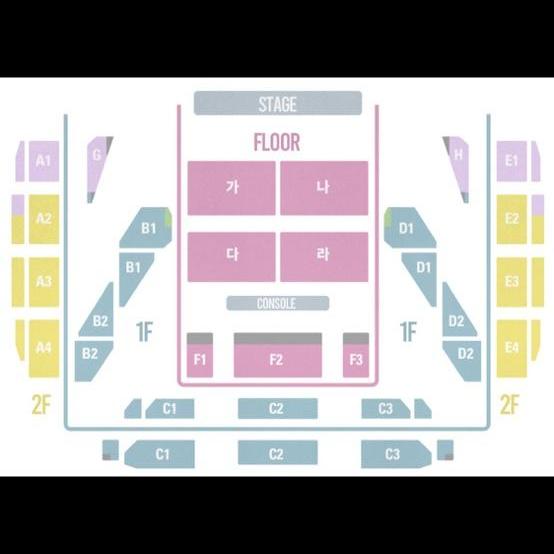 STAGE
FLOOR
A1
G
H
E1
가
나
A2
B1
D1
E2
다
라
B1
D1
A3
E3
CONSOLE
B2
1F
1F
D2
A4
B2
F1
F2
F3
D2
E4
2F
2F
C1
C2
C3
C1
C2
C3